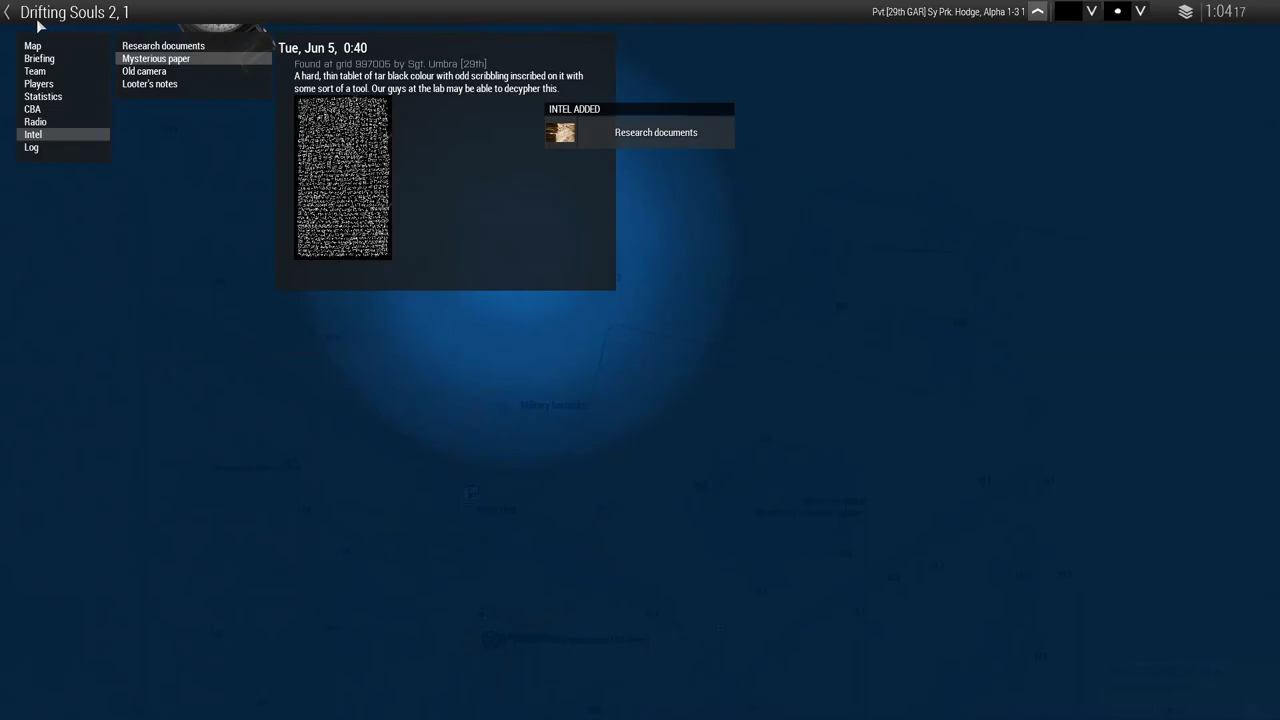 Drifting Souls 2, 1
Pvt [29th GAR] Sy Prk. Hodge, Alpha 1-3 1
1:04 17
Map
Briefing
Team
Players
Statistics
CBA
Radio
Intel
Log
Research documents
Mysterious paper
Old camera
Looter's notes
Tue, Jun 5, 0:40
Found at grid 997005 by Sgt. Umbra [29th]
A hard, thin tablet of tar black colour with odd scribbling inscribed on it with
some sort of a tool. Our guys at the lab may be able to decypher this.
INTEL ADDED
Research documents